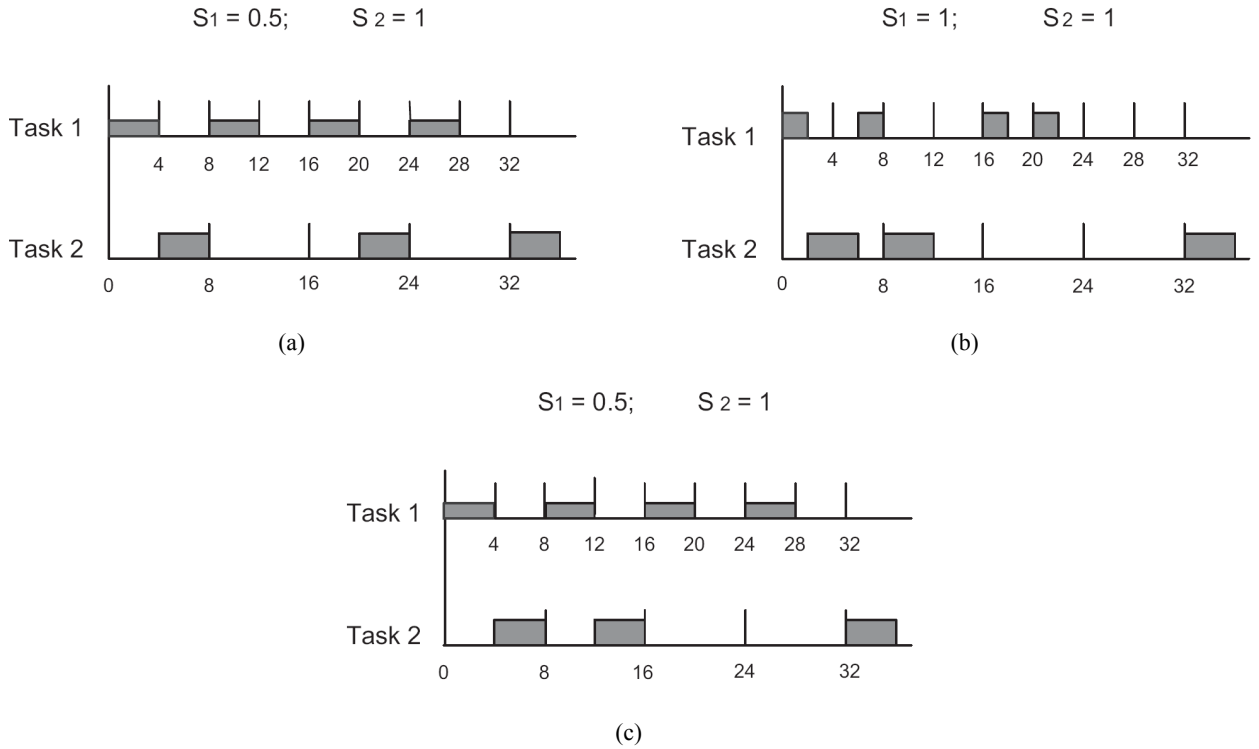 S1 = 0.5; S 2 = 1
Task 1
4 8 12 16 20 24 28 32
Task 2
0 8 16 24 32
(a)
S1 = 1; S 2 = 1
Task 1
4 8 12 16 20 24 28 32
Task 2
0 8 16 24 32
(b)
S1 = 0.5; S 2 = 1
Task 1
4 8 12 16 20 24 28 32
Task 2
0 8 16 24 32
(c)